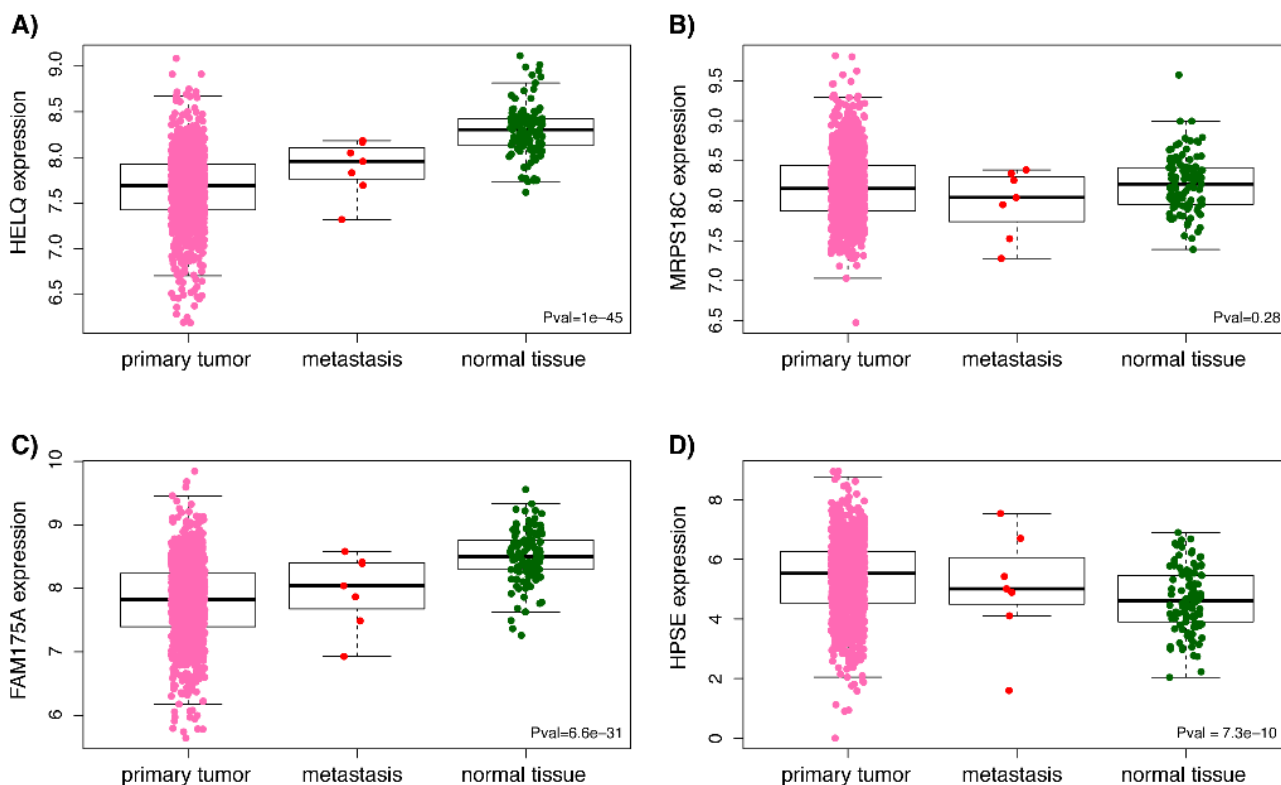 A)
HELQ expression
9.0
8.5
8.0
7.5
7.0
6.5
Pval=1e−45
primary tumor metastasis normal tissue
B)
MRPS18C expression
9.5
9.0
8.5
8.0
7.5
7.0
6.5
Pval=0.28
primary tumor metastasis normal tissue
C)
FAM175A expression
10
9
8
7
6
Pval=6.6e−31
primary tumor metastasis normal tissue
D)
HPSE expression
8
6
4
2
0
Pval = 7.3e−10
primary tumor metastasis normal tissue